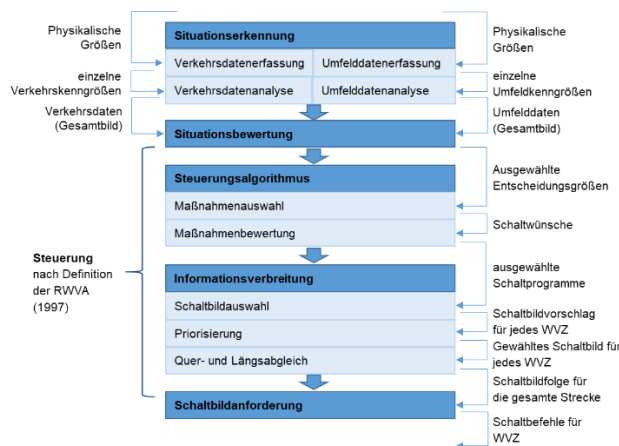 Physikalische
Größen
einzelne
Verkehrskenngrößen
Verkehrsdaten
(Gesamtbild)
Situationserkennung
Verkehrsdatenerfassung
Umfelddatenerfassung
Verkehrsdatenanalyse
Umfelddatenanalyse
Situationsbewertung
Physikalische
Größen
einzelne
Umfeldkenngrößen
Umfelddaten
(Gesamtbild)
Steuerung
nach Definition
der RWVA
(1997)
Steuerungsalgorithmus
Maßnahmenauswahl
Maßnahmenbewertung
Ausgewählte
Entscheidungsgrößen
Schaltwünsche
ausgewählte
Schaltprogramme
Informationsverbreitung
Schaltbildauswahl
Priorisierung
Quer- und Längsabgleich
Schaltbildanforderung
Schaltbildvorschlag
für jedes WVZ
Gewähltes Schaltbild für
jedes WVZ
Schaltbildfolge für
die gesamte Strecke
Schaltbefehle für
WVZ